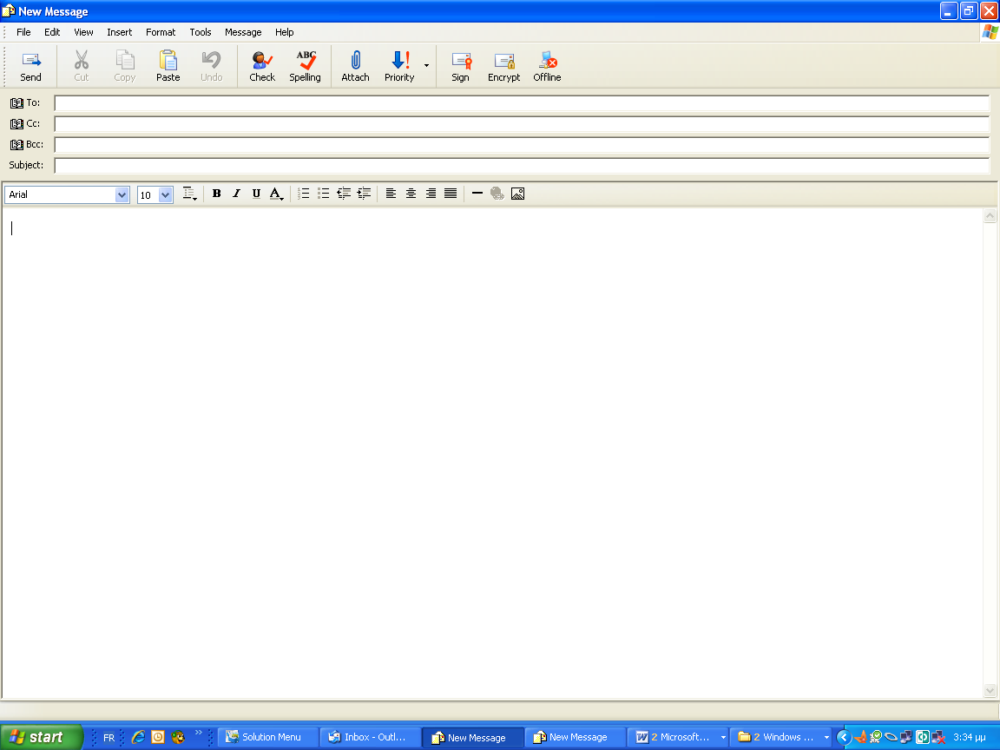 New Message
File Edit View Insert Format Tools Message Help
ABC
Send Cut Copy Paste Undo Check Spelling Attach Priority Sign Encrypt Offline
To:
Cc:
Bcc:
Subject:
Arial 10 B I U A
start FR Solution Menu Inbox - Outl... New Message New Message 2 Microsoft... 2 Windows ... 3:34 μμ